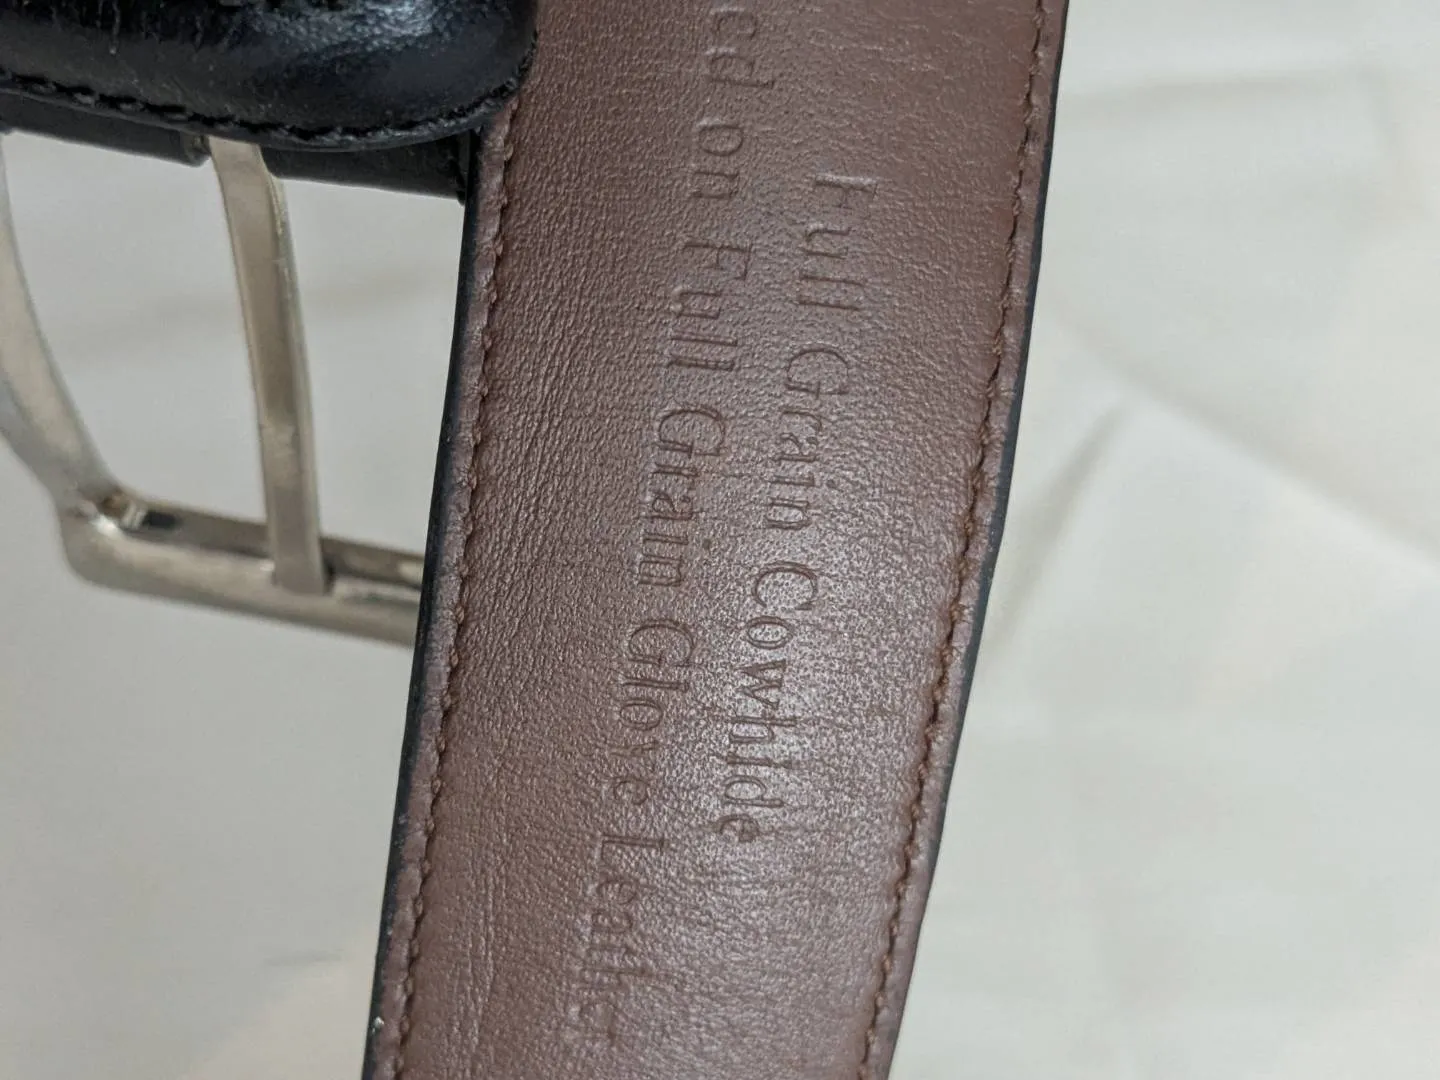 Full Grain Cowhide
on Full Grain Glove Leather